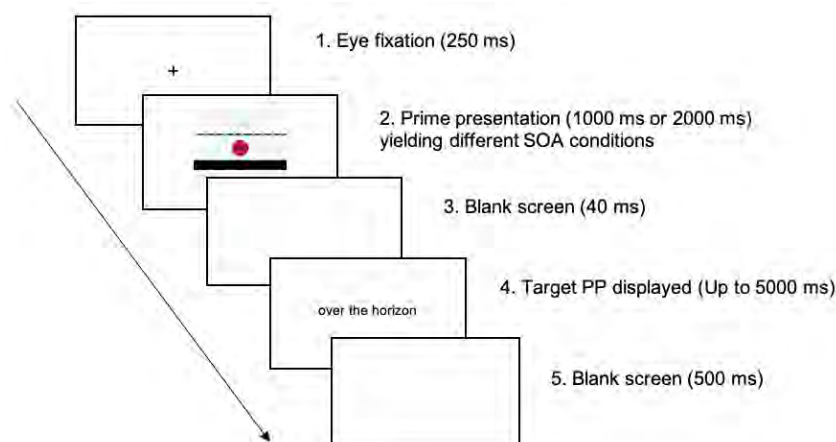 1. Eye fixation (250 ms)
+
2. Prime presentation (1000 ms or 2000 ms)
yielding different SOA conditions
3. Blank screen (40 ms)
4. Target PP displayed (Up to 5000 ms)
over the horizon
5. Blank screen (500 ms)